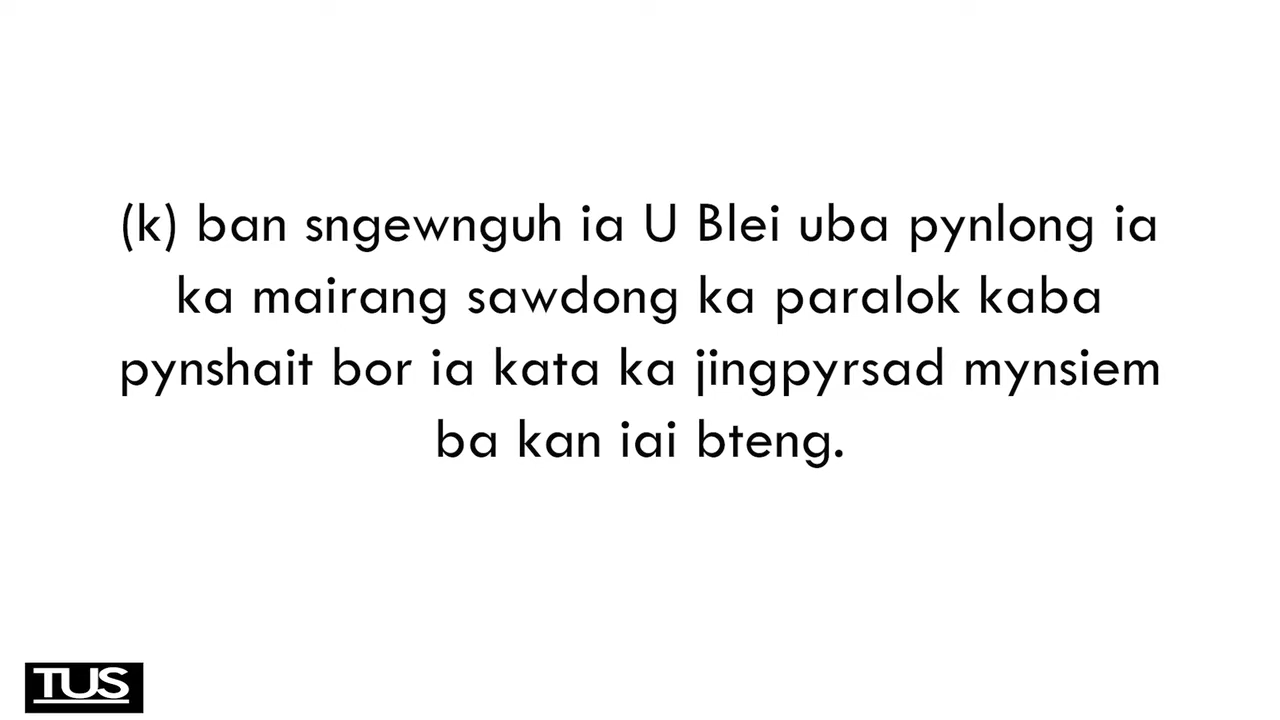 (k) ban sngewnguh ia U Blei uba pynlong ia
ka mairang sawdong ka paralok kaba
pynshait bor ia kata ka jingpyrsad mynsiem
ba kan iai bteng.
TUS